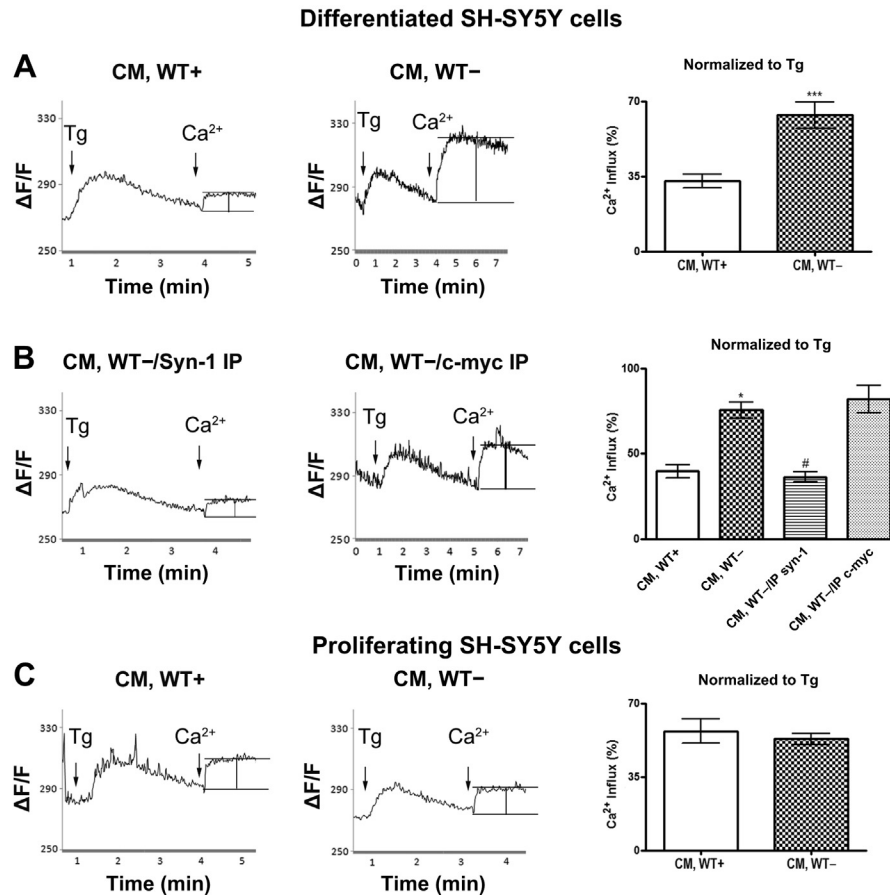 Differentiated SH-SY5Y cells
A
CM, WT+
330
290
250
ΔF/F
Tg
Ca²⁺
1 2 3 4 5
Time (min)
CM, WT−
330
290
250
ΔF/F
Tg
Ca²⁺
0 1 2 3 4 5 6 7
Time (min)
Normalized to Tg
70
35
0
Ca²⁺ Influx (%)
***
CM, WT+ CM, WT−
B
CM, WT−/Syn-1 IP
330
290
250
ΔF/F
Tg
Ca²⁺
1 2 3 4
Time (min)
CM, WT−/c-myc IP
330
290
250
ΔF/F
Tg
Ca²⁺
0 1 2 3 4 5 6 7
Time (min)
Normalized to Tg
100
50
0
Ca²⁺ Influx (%)
*
#
CM, WT+
CM, WT−
CM, WT−/IP syn-1
CM, WT−/IP c-myc
Proliferating SH-SY5Y cells
C
CM, WT+
330
290
250
ΔF/F
Tg
Ca²⁺
1 2 3 4 5
Time (min)
CM, WT−
330
290
250
ΔF/F
Tg
Ca²⁺
1 2 3 4
Time (min)
Normalized to Tg
70
35
0
Ca²⁺ Influx (%)
CM, WT+ CM, WT−